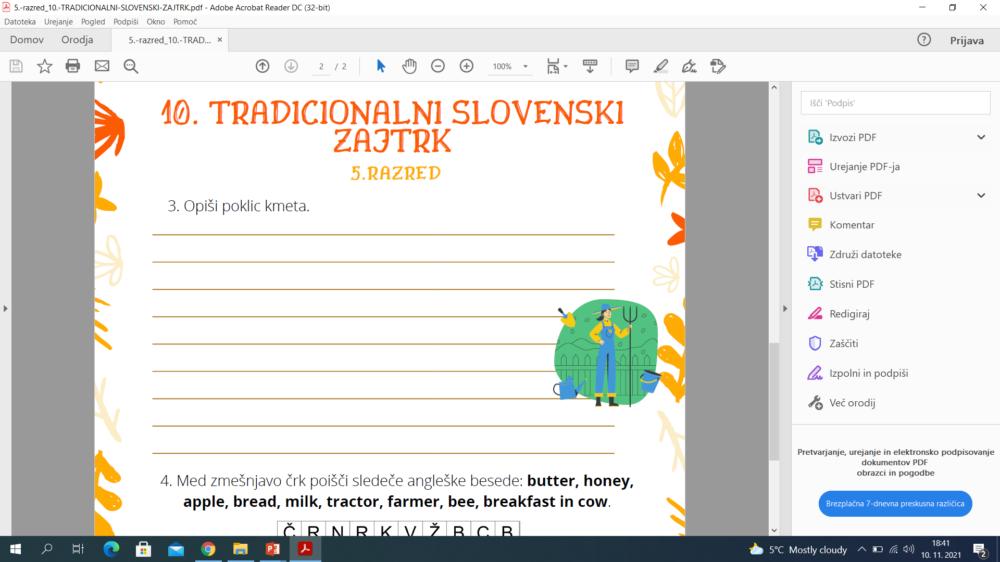 5.-razred_10.-TRADICIONALNI-SLOVENSKI-ZAJTRK.pdf - Adobe Acrobat Reader DC (32-bit)
Datoteka Urejanje Pogled Podpiši Okno Pomoč
Domov Orodja 5.-razred_10.-TRAD... × Prijava
2 / 2 100%
10. TRADICIONALNI SLOVENSKI
ZAJTRK
5.RAZRED
3. Opiši poklic kmeta.
4. Med zmešnjavo črk poišči sledeče angleške besede: butter, honey,
apple, bread, milk, tractor, farmer, bee, breakfast in cow.
Č R N R K V Ž B C B
Išči 'Podpis'
Izvozi PDF
Urejanje PDF-ja
Ustvari PDF
Komentar
Združi datoteke
Stisni PDF
Redigiraj
Zaščiti
Izpolni in podpiši
Več orodij
Pretvarjanje, urejanje in elektronsko podpisovanje
dokumentov PDF
obrazci in pogodbe
Brezplačna 7-dnevna preskusna različica
5°C Mostly cloudy
18:41
10. 11. 2021
2